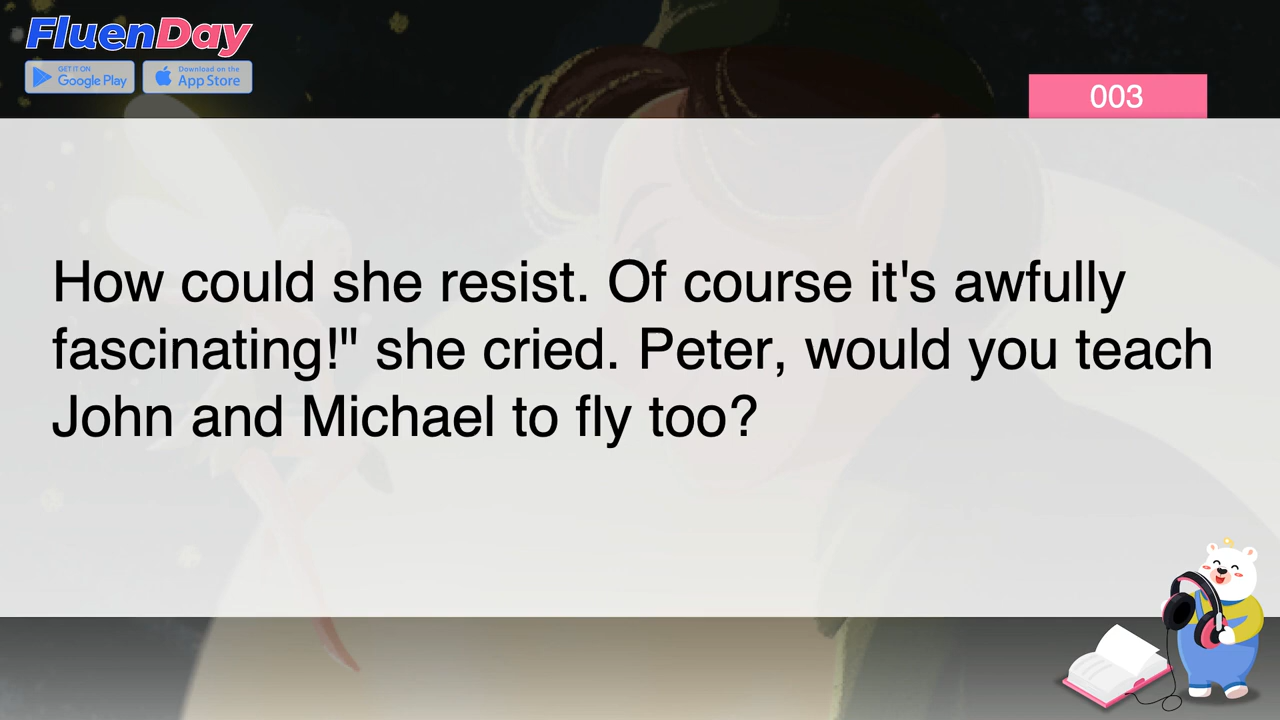 FluenDay
GET IT ON
Google Play
Download on the
App Store
003
How could she resist. Of course it's awfully
fascinating!" she cried. Peter, would you teach
John and Michael to fly too?